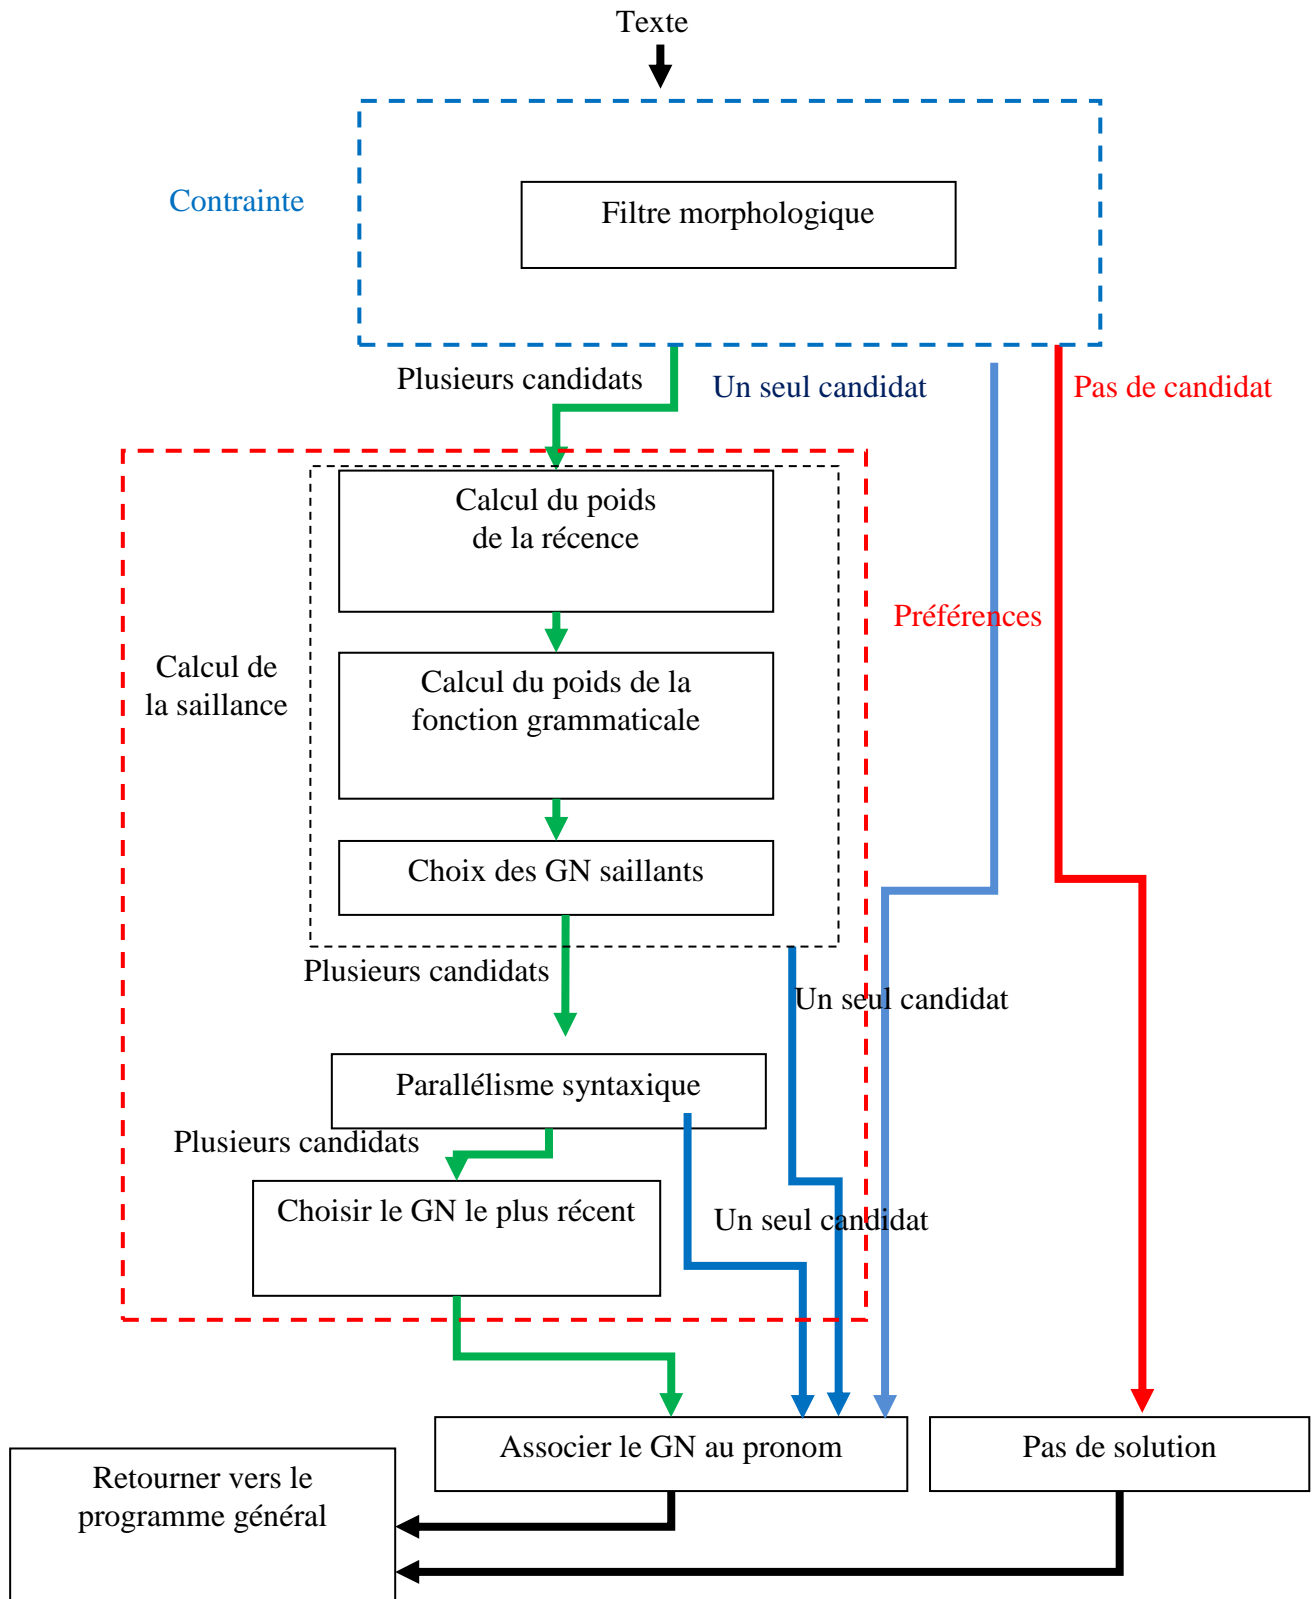 Texte
Contrainte
Filtre morphologique
Plusieurs candidats
Un seul candidat
Pas de candidat
Calcul du poids
de la récence
Préférences
Calcul de
la saillance
Calcul du poids de la
fonction grammaticale
Choix des GN saillants
Plusieurs candidats
Un seul candidat
Parallélisme syntaxique
Plusieurs candidats
Choisir le GN le plus récent
Un seul candidat
Associer le GN au pronom
Pas de solution
Retourner vers le
programme général